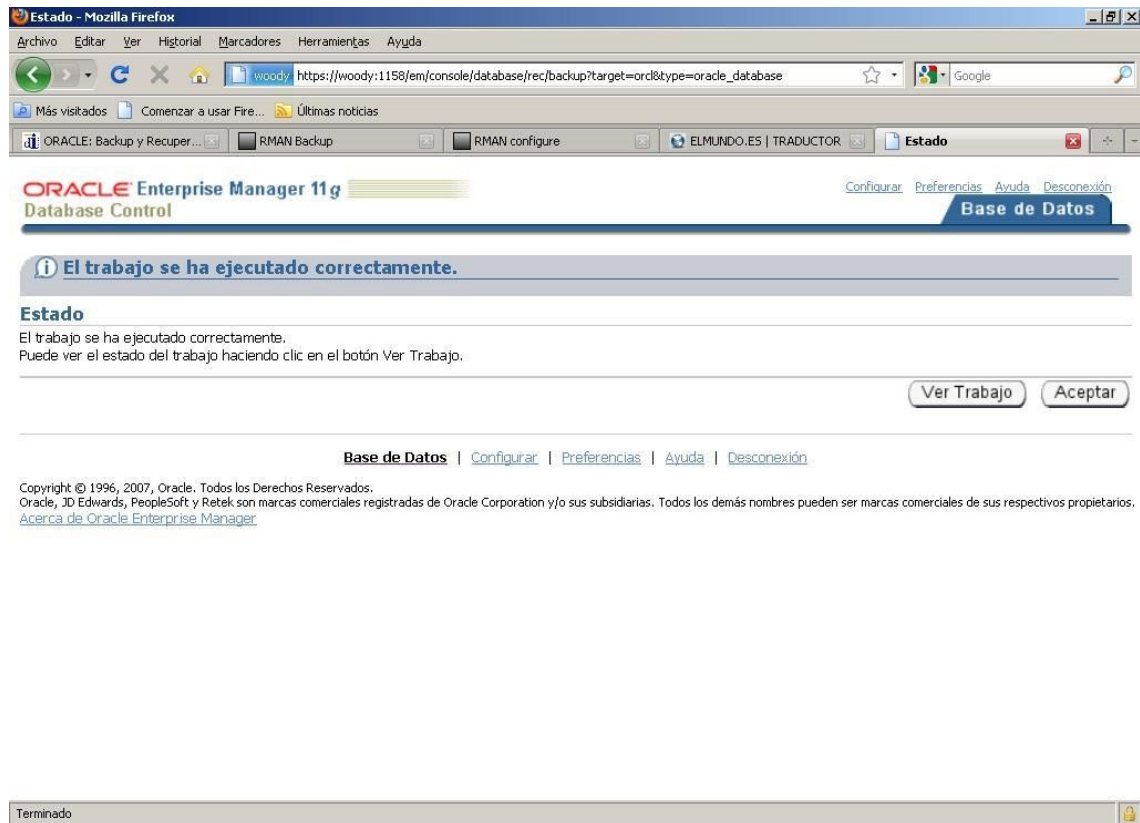 Estado - Mozilla Firefox
Archivo Editar Ver Historial Marcadores Herramientas Ayuda
woody https://woody:1158/em/console/database/rec/backup?target=orcl&type=oracle_database
Google
Más visitados Comenzar a usar Fire... Últimas noticias
ORACLE: Backup y Recuper... RMAN Backup RMAN configure ELMUNDO.ES | TRADUCTOR Estado
ORACLE Enterprise Manager 11g
Database Control
Configurar Preferencias Ayuda Desconexión
Base de Datos
El trabajo se ha ejecutado correctamente.
Estado
El trabajo se ha ejecutado correctamente.
Puede ver el estado del trabajo haciendo clic en el botón Ver Trabajo.
Ver Trabajo Aceptar
Base de Datos | Configurar | Preferencias | Ayuda | Desconexión
Copyright © 1996, 2007, Oracle. Todos los Derechos Reservados.
Oracle, JD Edwards, PeopleSoft y Retek son marcas comerciales registradas de Oracle Corporation y/o sus subsidiarias. Todos los demás nombres pueden ser marcas comerciales de sus respectivos propietarios.
Acerca de Oracle Enterprise Manager
Terminado